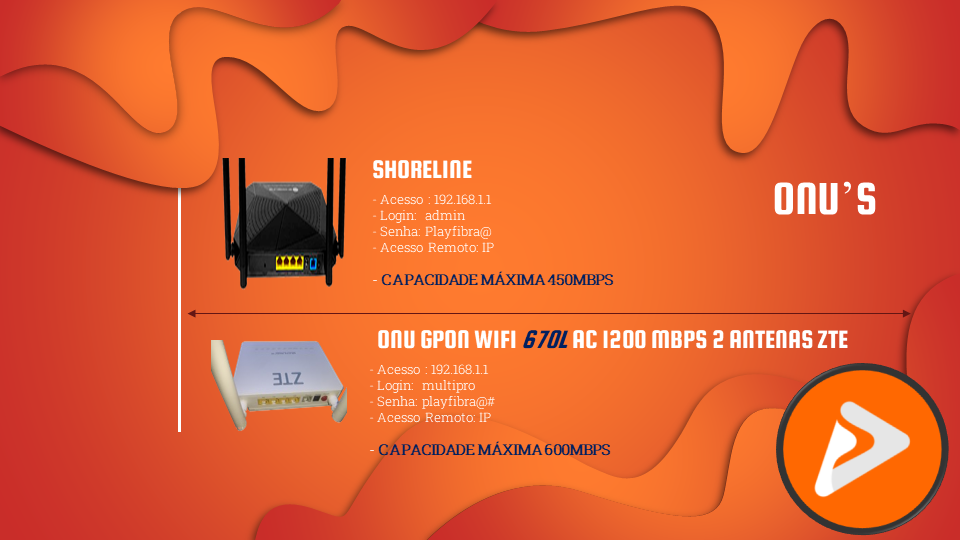 SHORELINE
- Acesso : 192.168.1.1
- Login:  admin
- Senha: Playfibra@
- Acesso Remoto: IP
- CAPACIDADE MÁXIMA 450MBPS
ONU'S
ONU GPON WIFI 670L AC 1200 MBPS 2 ANTENAS ZTE
- Acesso : 192.168.1.1
- Login:  multipro
- Senha: playfibra@#
- Acesso Remoto: IP
- CAPACIDADE MÁXIMA 600MBPS
ZTE